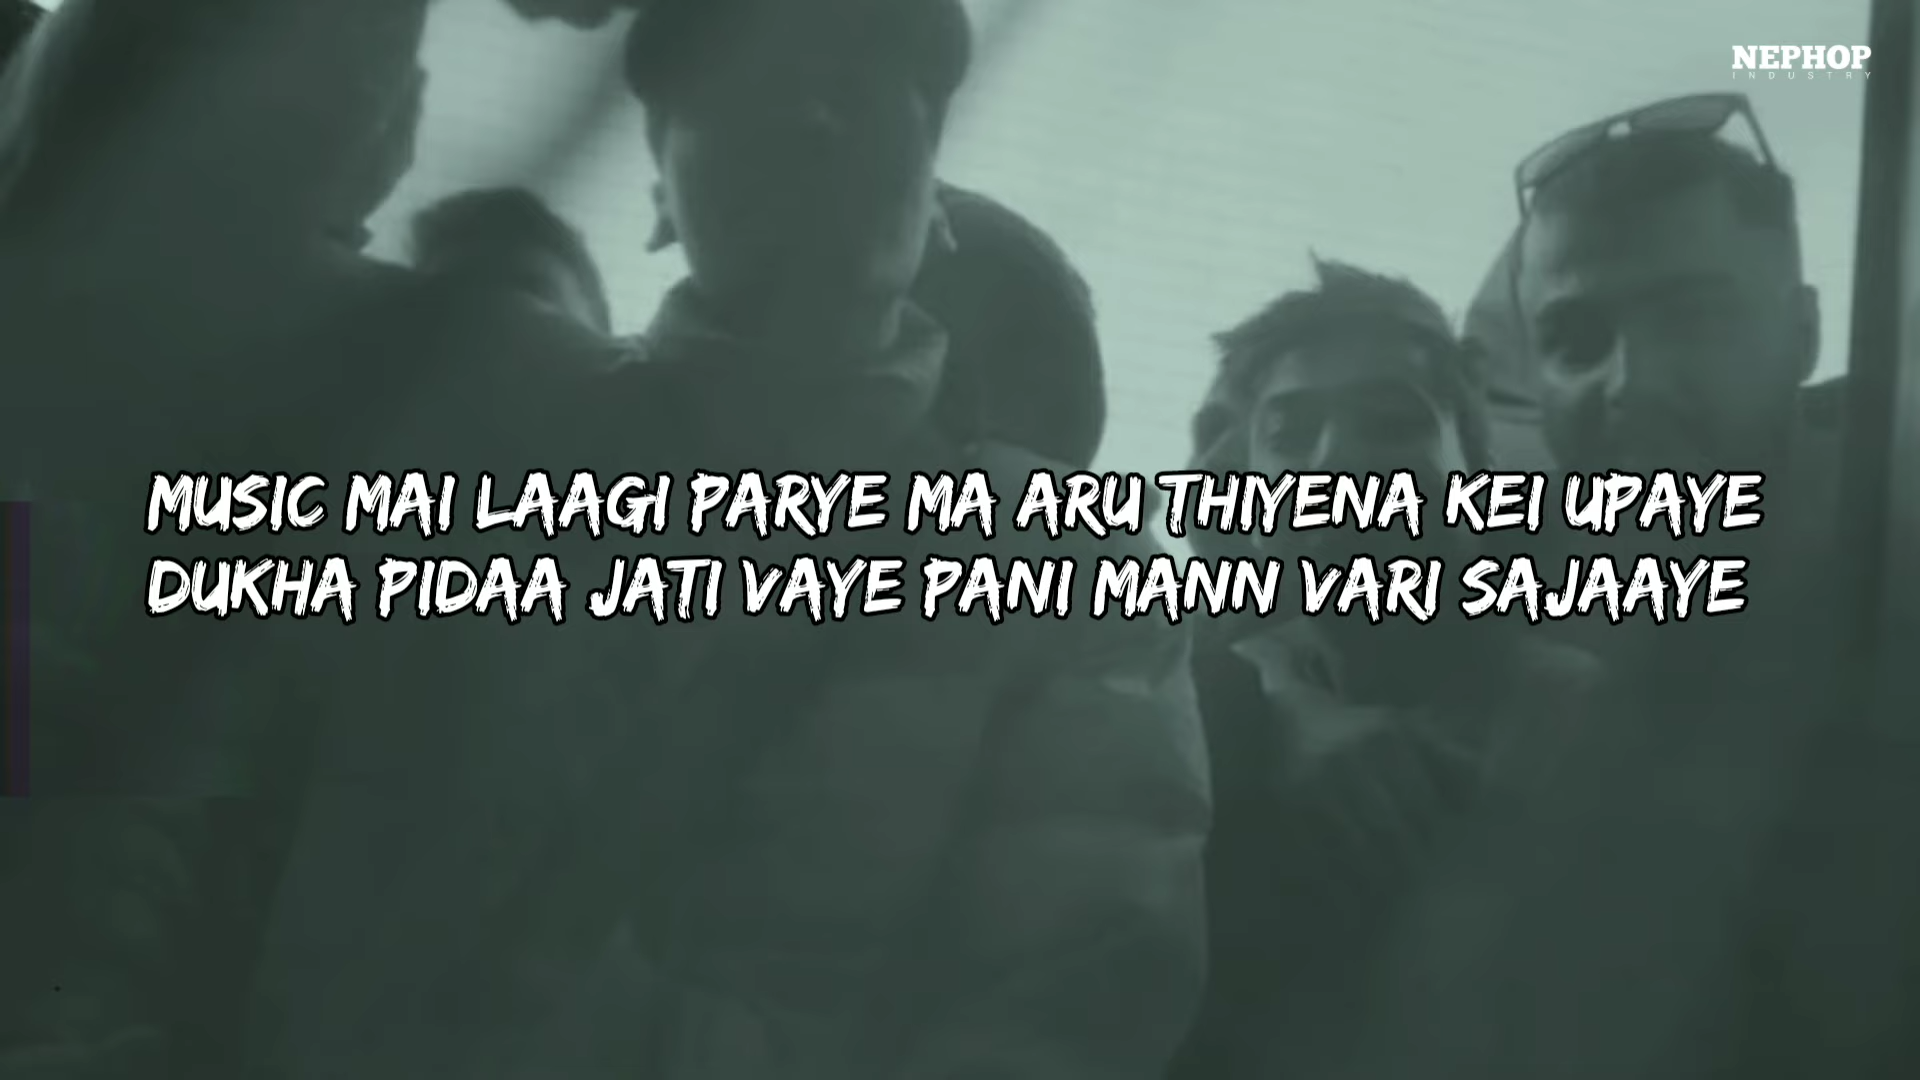 NEPHOP
INDUSTRY
MUSIC MAI LAAGI PARYE MA ARU THIYENA KEI UPAYE
DUKHA PIDAA JATI VAYE PANI MANN VARI SAJAAYE